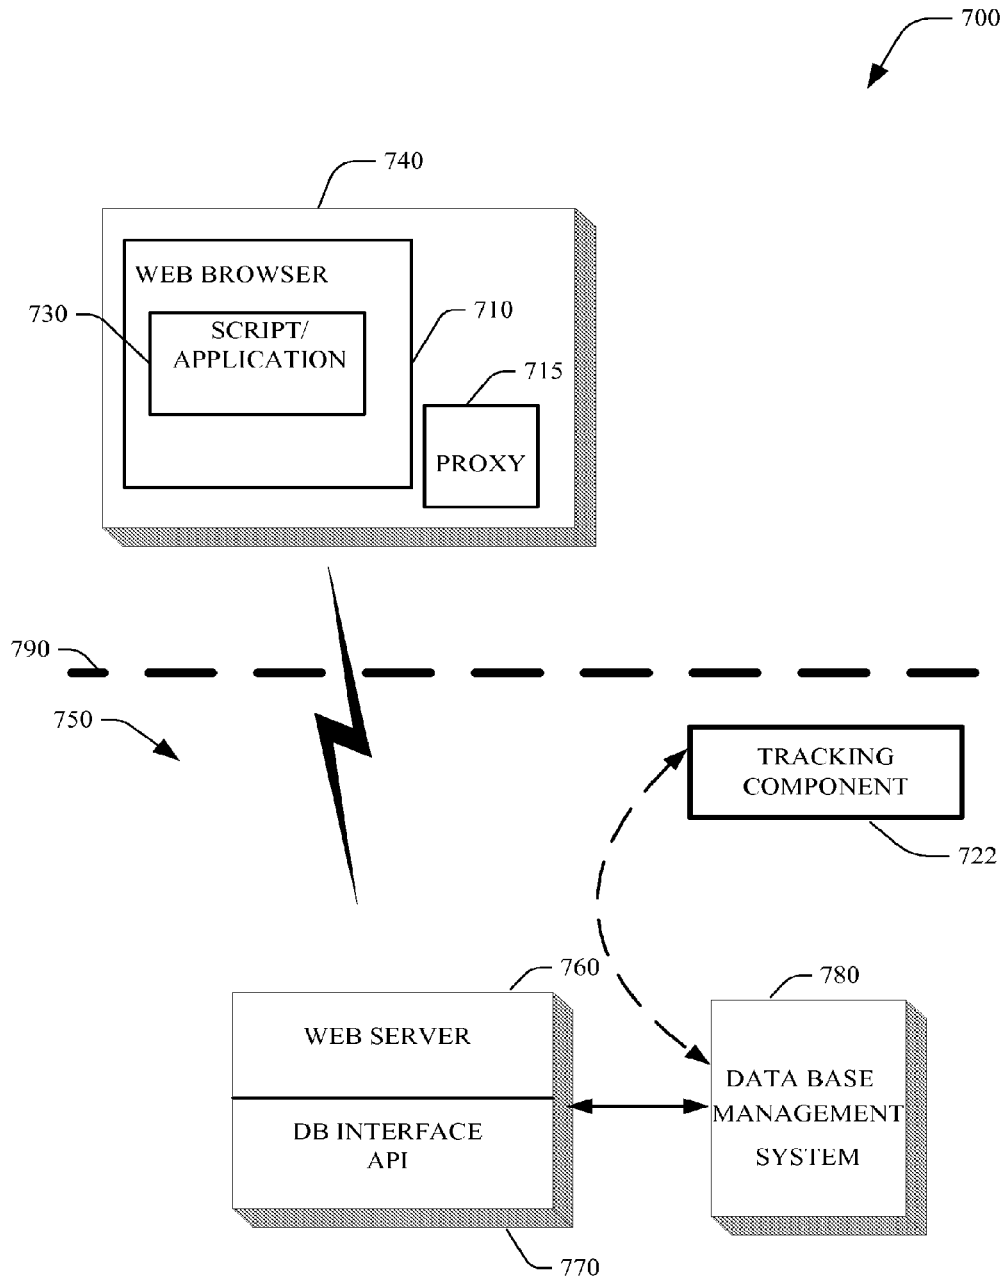 700
740
WEB BROWSER
730
SCRIPT/
APPLICATION
710
715
PROXY
790
750
TRACKING
COMPONENT
722
760
780
WEB SERVER
DATA BASE
MANAGEMENT
SYSTEM
DB INTERFACE
API
770